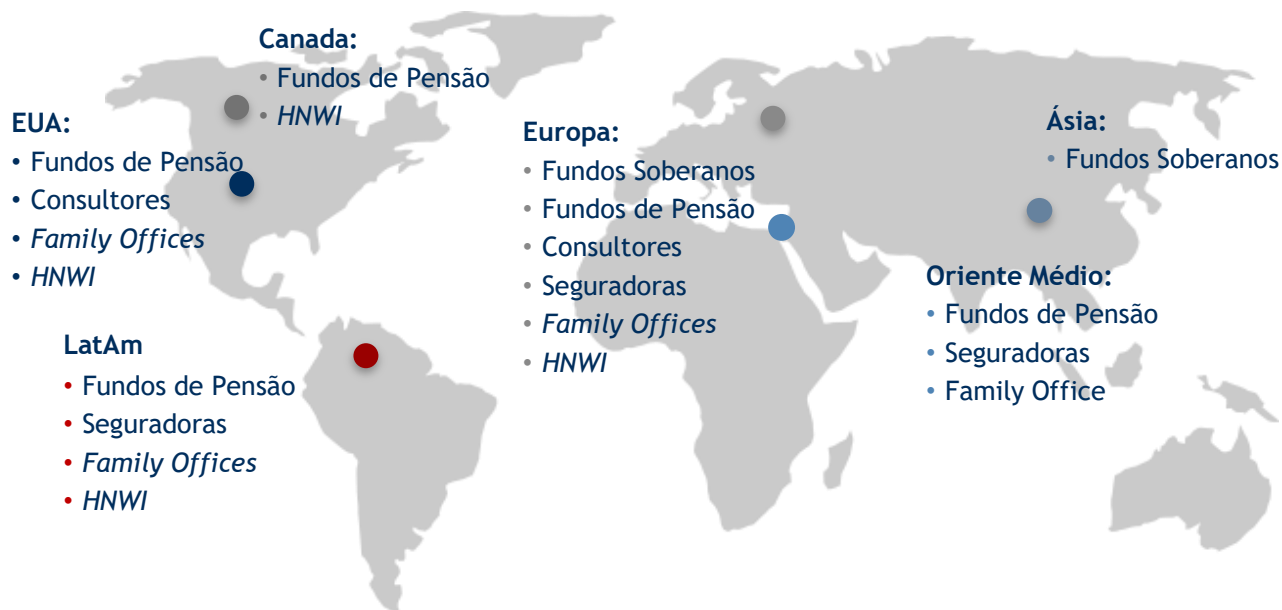 Canada:
• Fundos de Pensão
• HNWI
EUA:
• Fundos de Pensão
• Consultores
• Family Offices
• HNWI
LatAm
• Fundos de Pensão
• Seguradoras
• Family Offices
• HNWI
Europa:
• Fundos Soberanos
• Fundos de Pensão
• Consultores
• Seguradoras
• Family Offices
• HNWI
Ásia:
• Fundos Soberanos
Oriente Médio:
• Fundos de Pensão
• Seguradoras
• Family Office